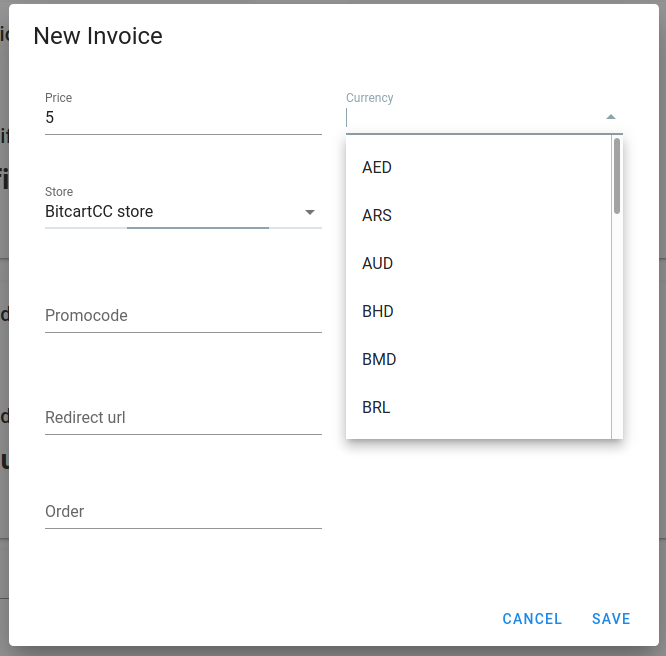 New Invoice
Price
5
Currency
Store
BitcartCC store
Promocode
Redirect url
Order
AED
ARS
AUD
BHD
BMD
BRL
CANCEL
SAVE